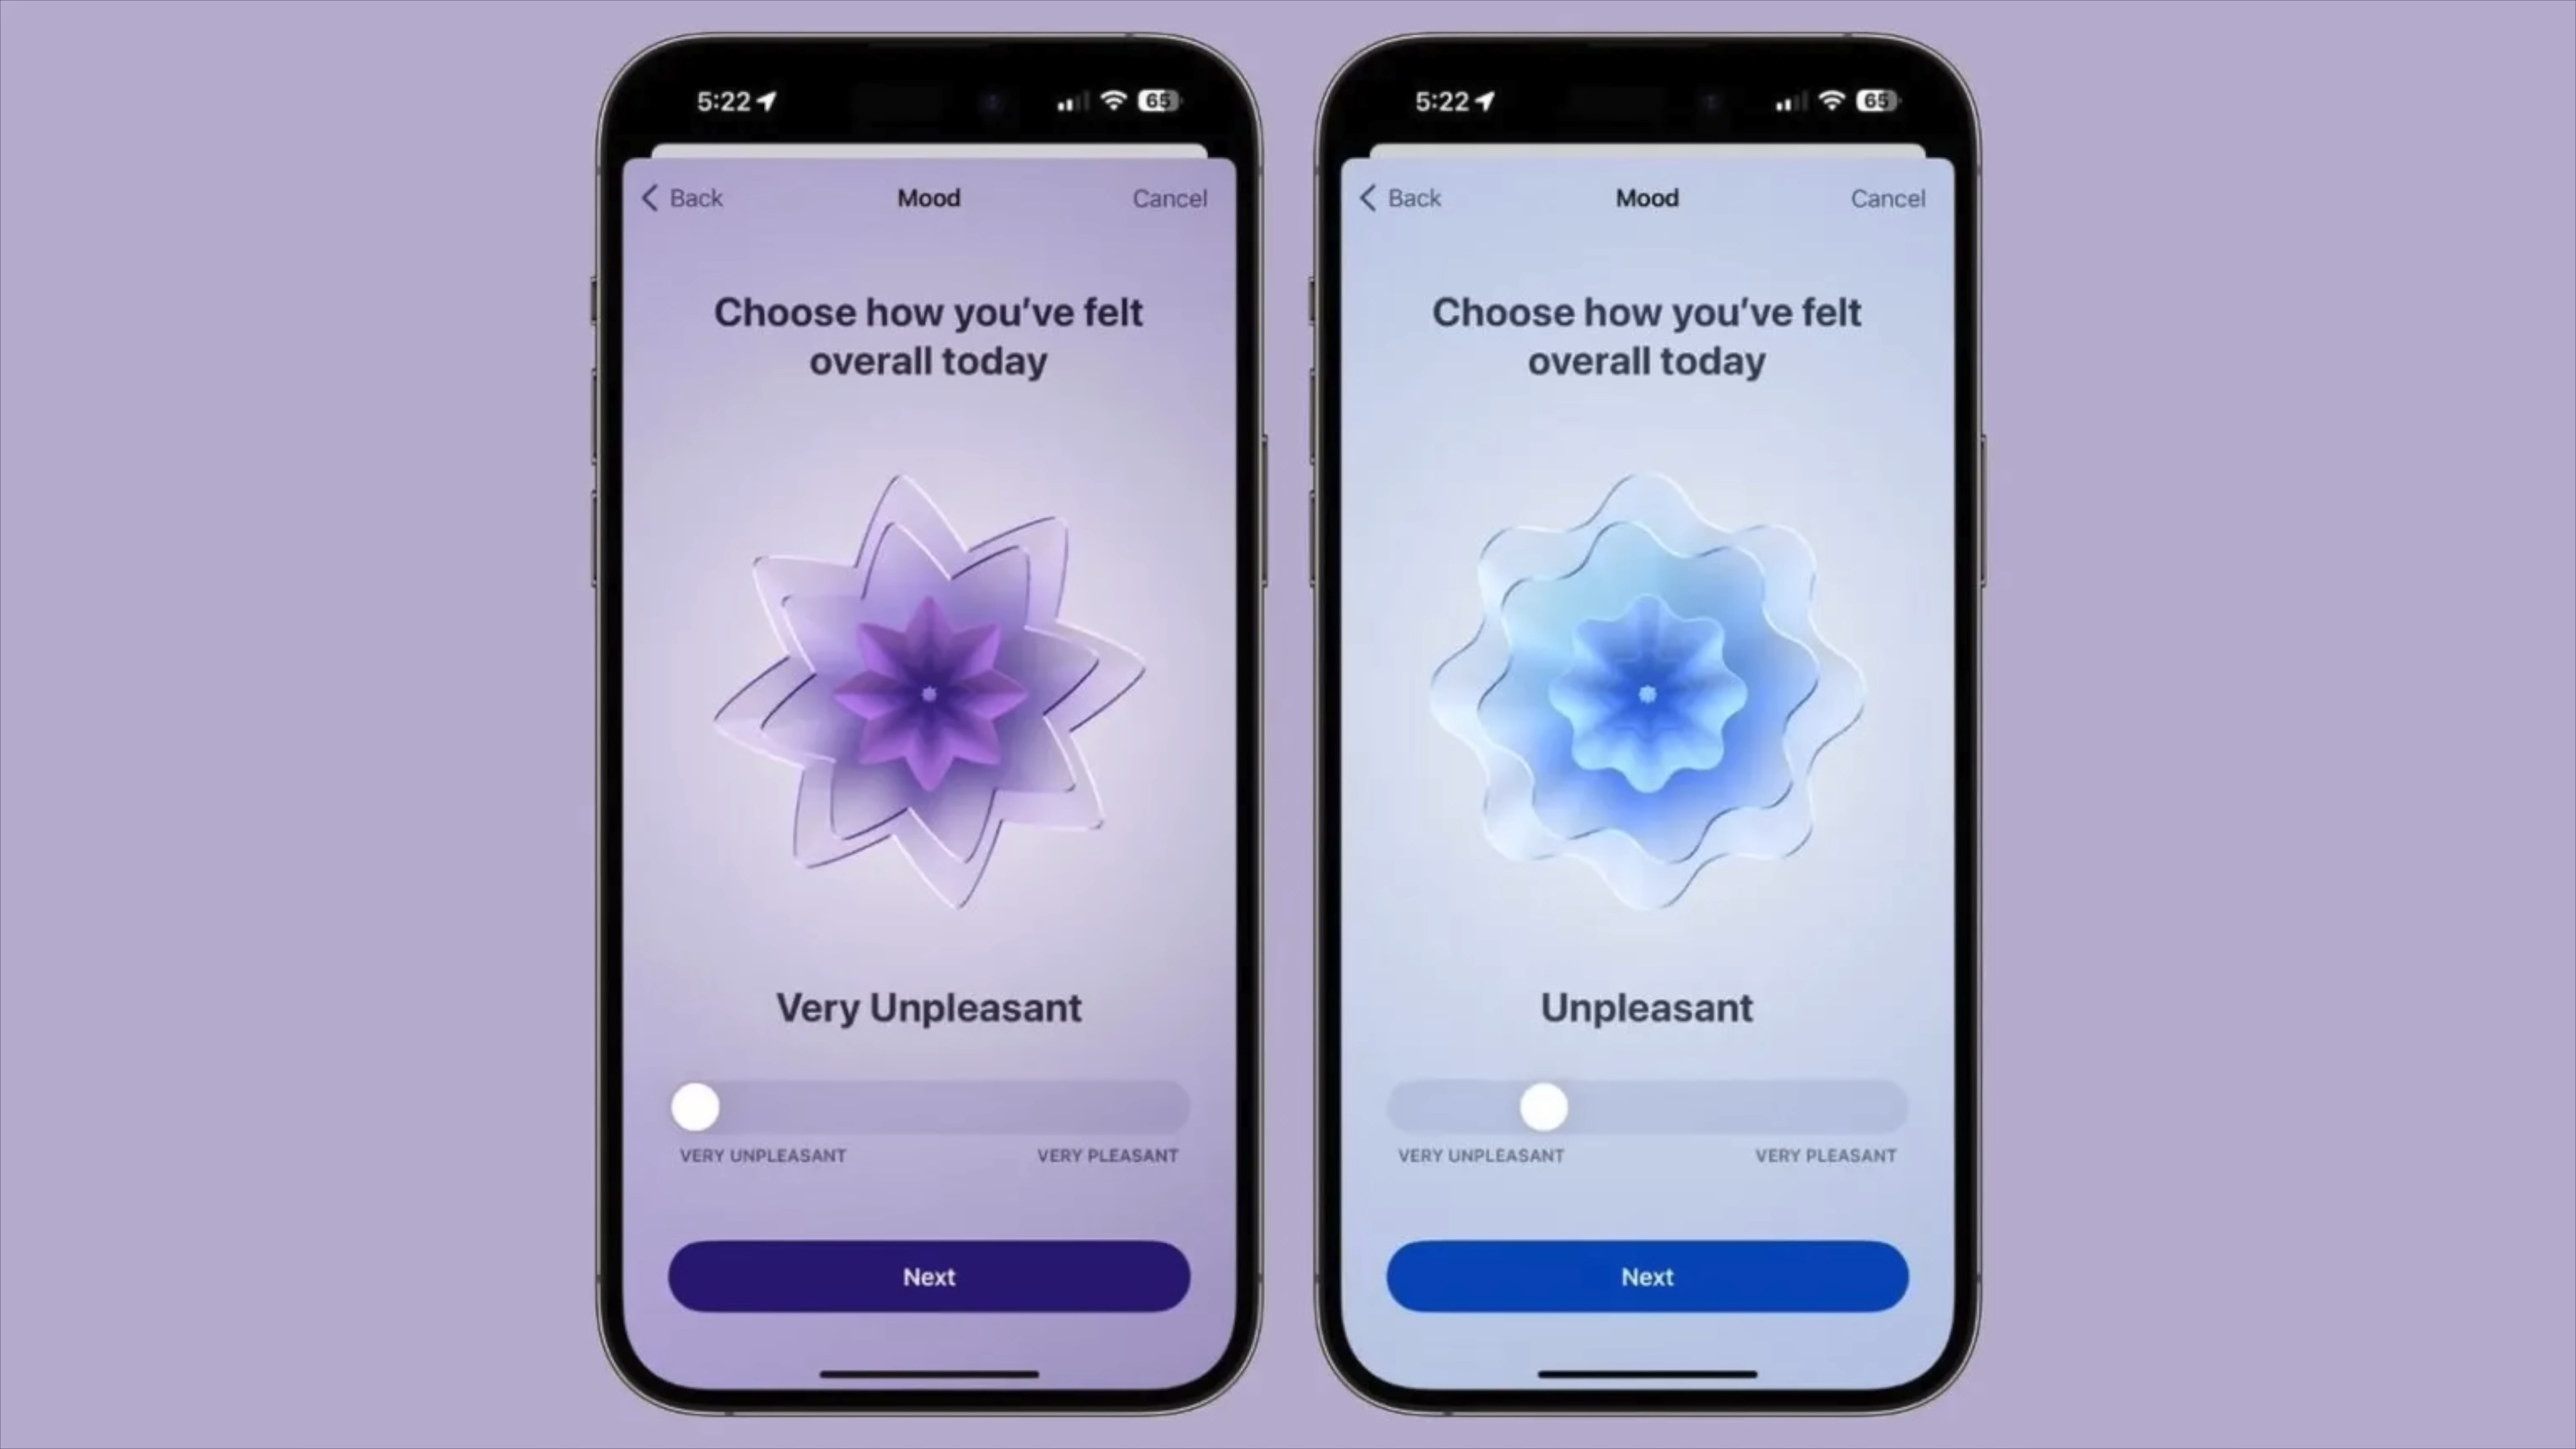 5:22
65
Back
Mood
Cancel
Choose how you've felt
overall today
Very Unpleasant
VERY UNPLEASANT
VERY PLEASANT
Next
5:22
65
Back
Mood
Cancel
Choose how you've felt
overall today
Unpleasant
VERY UNPLEASANT
VERY PLEASANT
Next